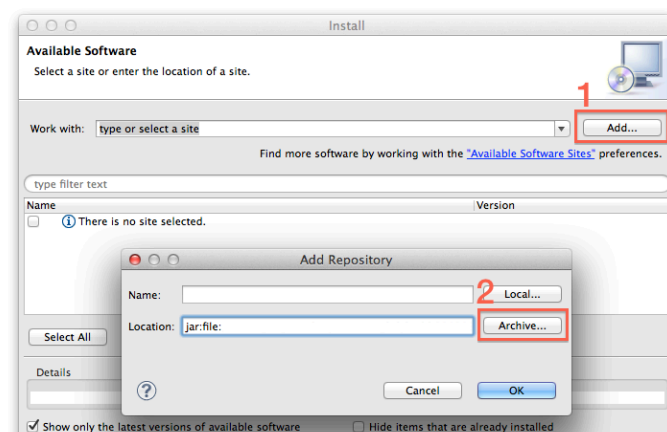 Install
Available Software
Select a site or enter the location of a site.
1
Work with: type or select a site Add...
Find more software by working with the "Available Software Sites" preferences.
type filter text
Name Version
There is no site selected.
Add Repository
2
Name: Local...
Location: jar:file: Archive...
Select All
Details
? Cancel OK
Show only the latest versions of available software Hide items that are already installed